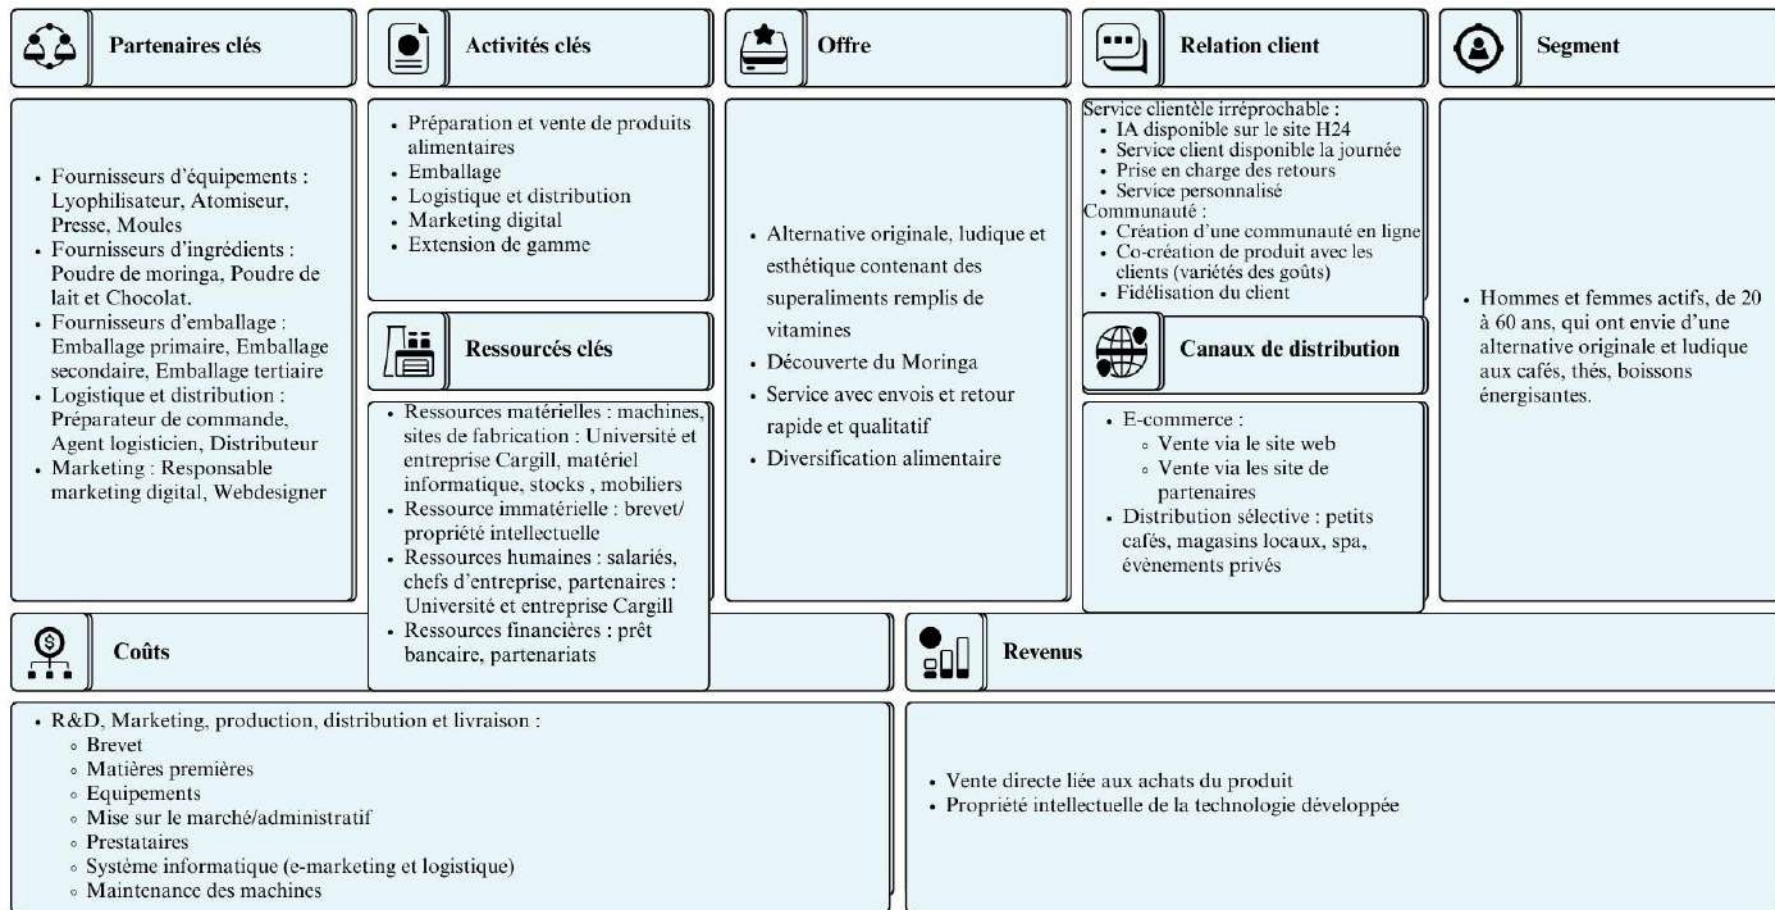 Partenaires clés
Fournisseurs d'équipements :
Lyophilisateur, Atomiseur,
Presse, Moules
Fournisseurs d'ingrédients :
Poudre de moringa, Poudre de
lait et Chocolat.
Fournisseurs d'emballage :
Emballage primaire, Emballage
secondaire, Emballage tertiaire
Logistique et distribution :
Préparateur de commande,
Agent logisticien, Distributeur
Marketing : Responsable
marketing digital, Webdesigner
Activités clés
Préparation et vente de produits
alimentaires
Emballage
Logistique et distribution
Marketing digital
Extension de gamme
Ressourcés clés
Ressources matérielles : machines,
sites de fabrication : Université et
entreprise Cargill, matériel
informatique, stocks , mobiliers
Ressource immatérielle : brevet/
propriété intellectuelle
Ressources humaines : salariés,
chefs d'entreprise, partenaires :
Université et entreprise Cargill
Ressources financières : prêt
bancaire, partenariats
Offre
Alternative originale, ludique et
esthétique contenant des
superaliments remplis de
vitamines
Découverte du Moringa
Service avec envois et retour
rapide et qualitatif
Diversification alimentaire
Relation client
Service clientèle irréprochable :
IA disponible sur le site H24
Service client disponible la journée
Prise en charge des retours
Service personnalisé
Communauté :
Création d'une communauté en ligne
Co-création de produit avec les
clients (variétés des goûts)
Fidélisation du client
Canaux de distribution
E-commerce :
Vente via le site web
Vente via les site de
partenaires
Distribution sélective : petits
cafés, magasins locaux, spa,
évènements privés
Segment
Hommes et femmes actifs, de 20
à 60 ans, qui ont envie d'une
alternative originale et ludique
aux cafés, thés, boissons
énergisantes.
Coûts
R&D, Marketing, production, distribution et livraison :
Brevet
Matières premières
Equipements
Mise sur le marché/administratif
Prestataires
Système informatique (e-marketing et logistique)
Maintenance des machines
Revenus
Vente directe liée aux achats du produit
Propriété intellectuelle de la technologie développée